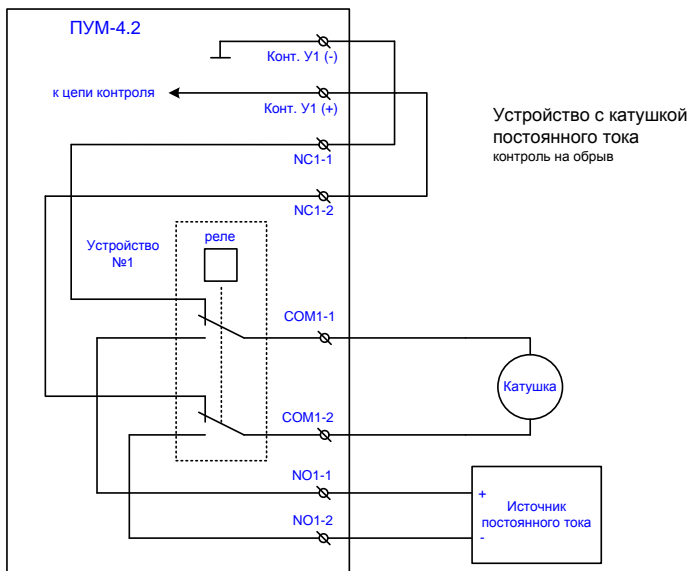 ПУМ-4.2
Конт. У1 (-)
к цепи контроля
Конт. У1 (+)
Устройство с катушкой
постоянного тока
контроль на обрыв
NC1-1
NC1-2
Устройство
№1
реле
COM1-1
Катушка
COM1-2
NO1-1
+
Источник
постоянного тока
-
NO1-2